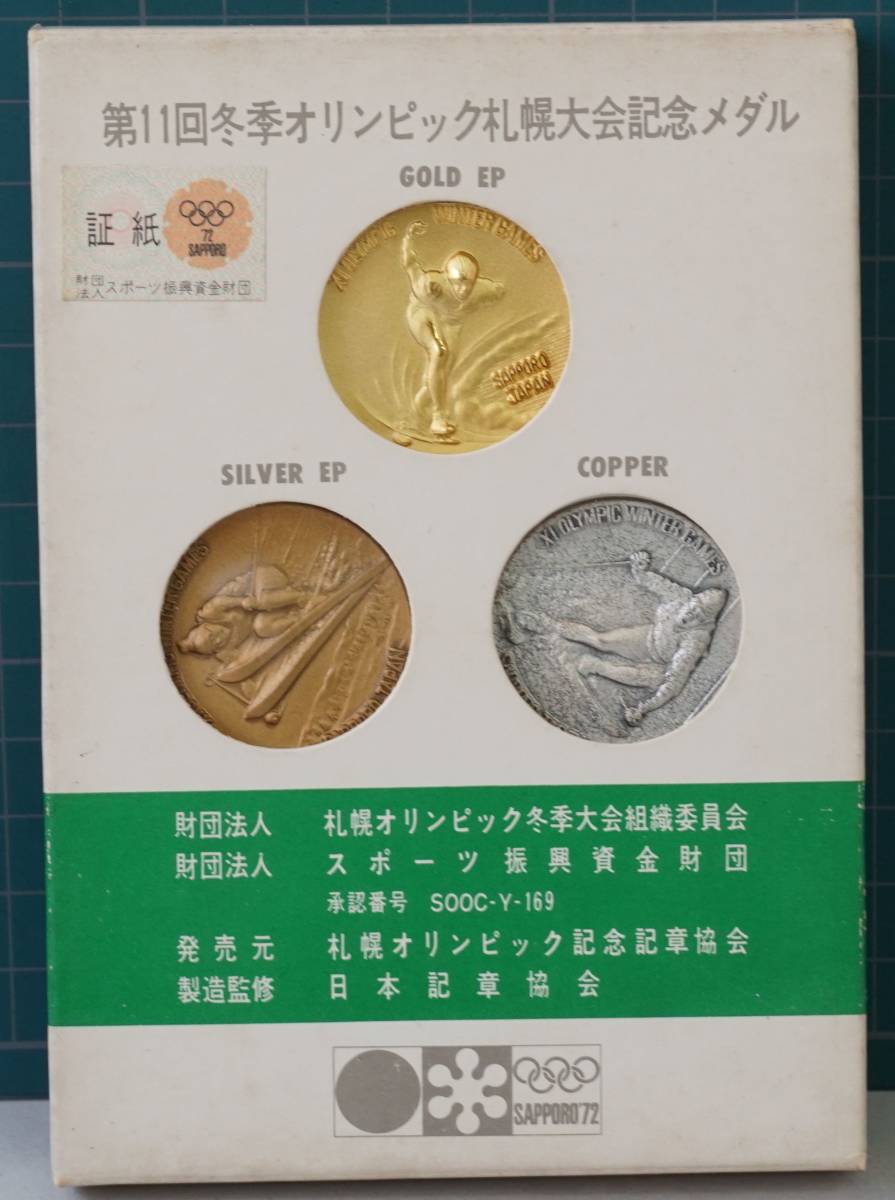 第11回冬季オリンピック札幌大会記念メダル
GOLD EP
証 紙
'72
SAPPORO
財団法人スポーツ振興資金財団
XI OLYMPIC WINTER GAMES
SAPPORO
JAPAN
SILVER EP
COPPER
GAMES
XI OLYMPIC WINTER GAMES
財団法人 札幌オリンピック冬季大会組織委員会
財団法人 スポーツ振興資金財団
承認番号 SOOC-Y-169
発売元 札幌オリンピック記念記章協会
製造監修 日本記章協会
SAPPORO'72